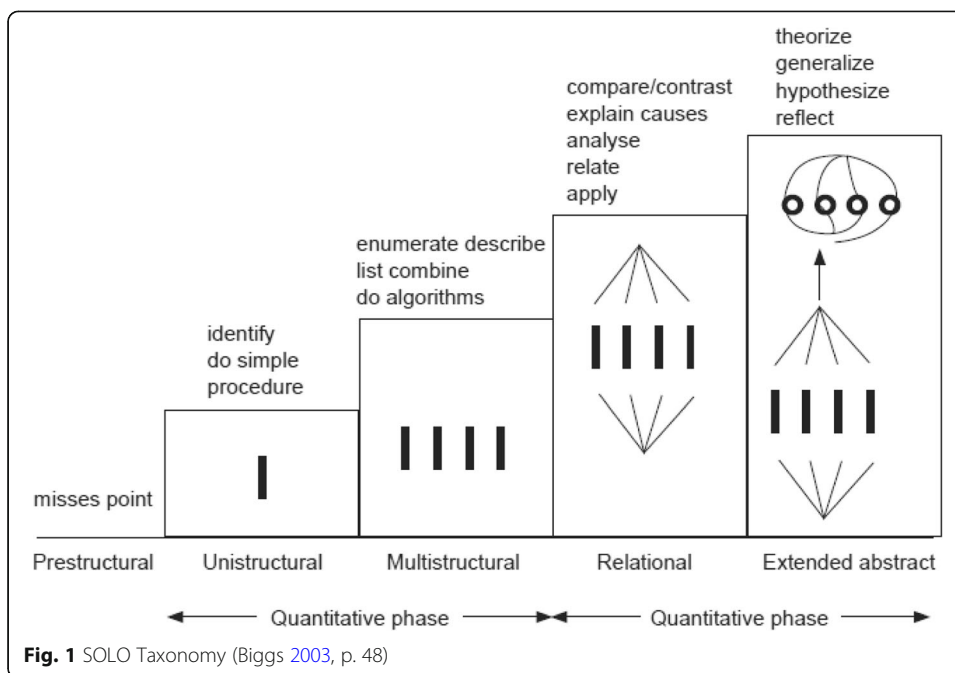 theorize
generalize
hypothesize
reflect
compare/contrast
explain causes
analyse
relate
apply
enumerate describe
list combine
do algorithms
identify
do simple
procedure
misses point
Prestructural
Unistructural
Multistructural
Relational
Extended abstract
Quantitative phase
Quantitative phase
Fig. 1 SOLO Taxonomy (Biggs 2003, p. 48)